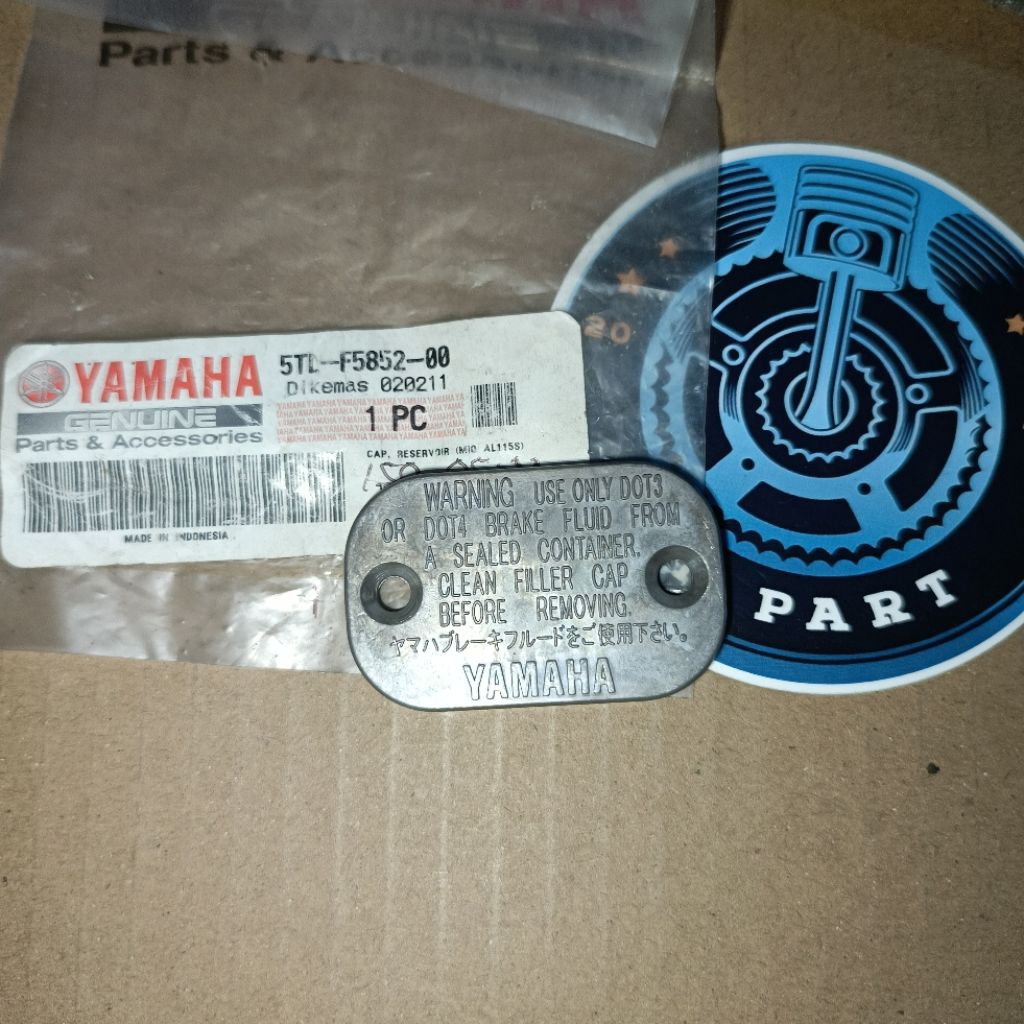 Parts & Accessories
YAMAHA
GENUINE
Parts & Accessories
5TL-F5852-00
Dikemas 020211
1 PC
CAP, RESERVOIR (MIO AL115S)
MADE IN INDONESIA
20
PART
WARNING USE ONLY DOT3
OR DOT4 BRAKE FLUID FROM
A SEALED CONTAINER.
CLEAN FILLER CAP
BEFORE REMOVING.
ヤマハブレーキフルードをご使用下さい。
YAMAHA